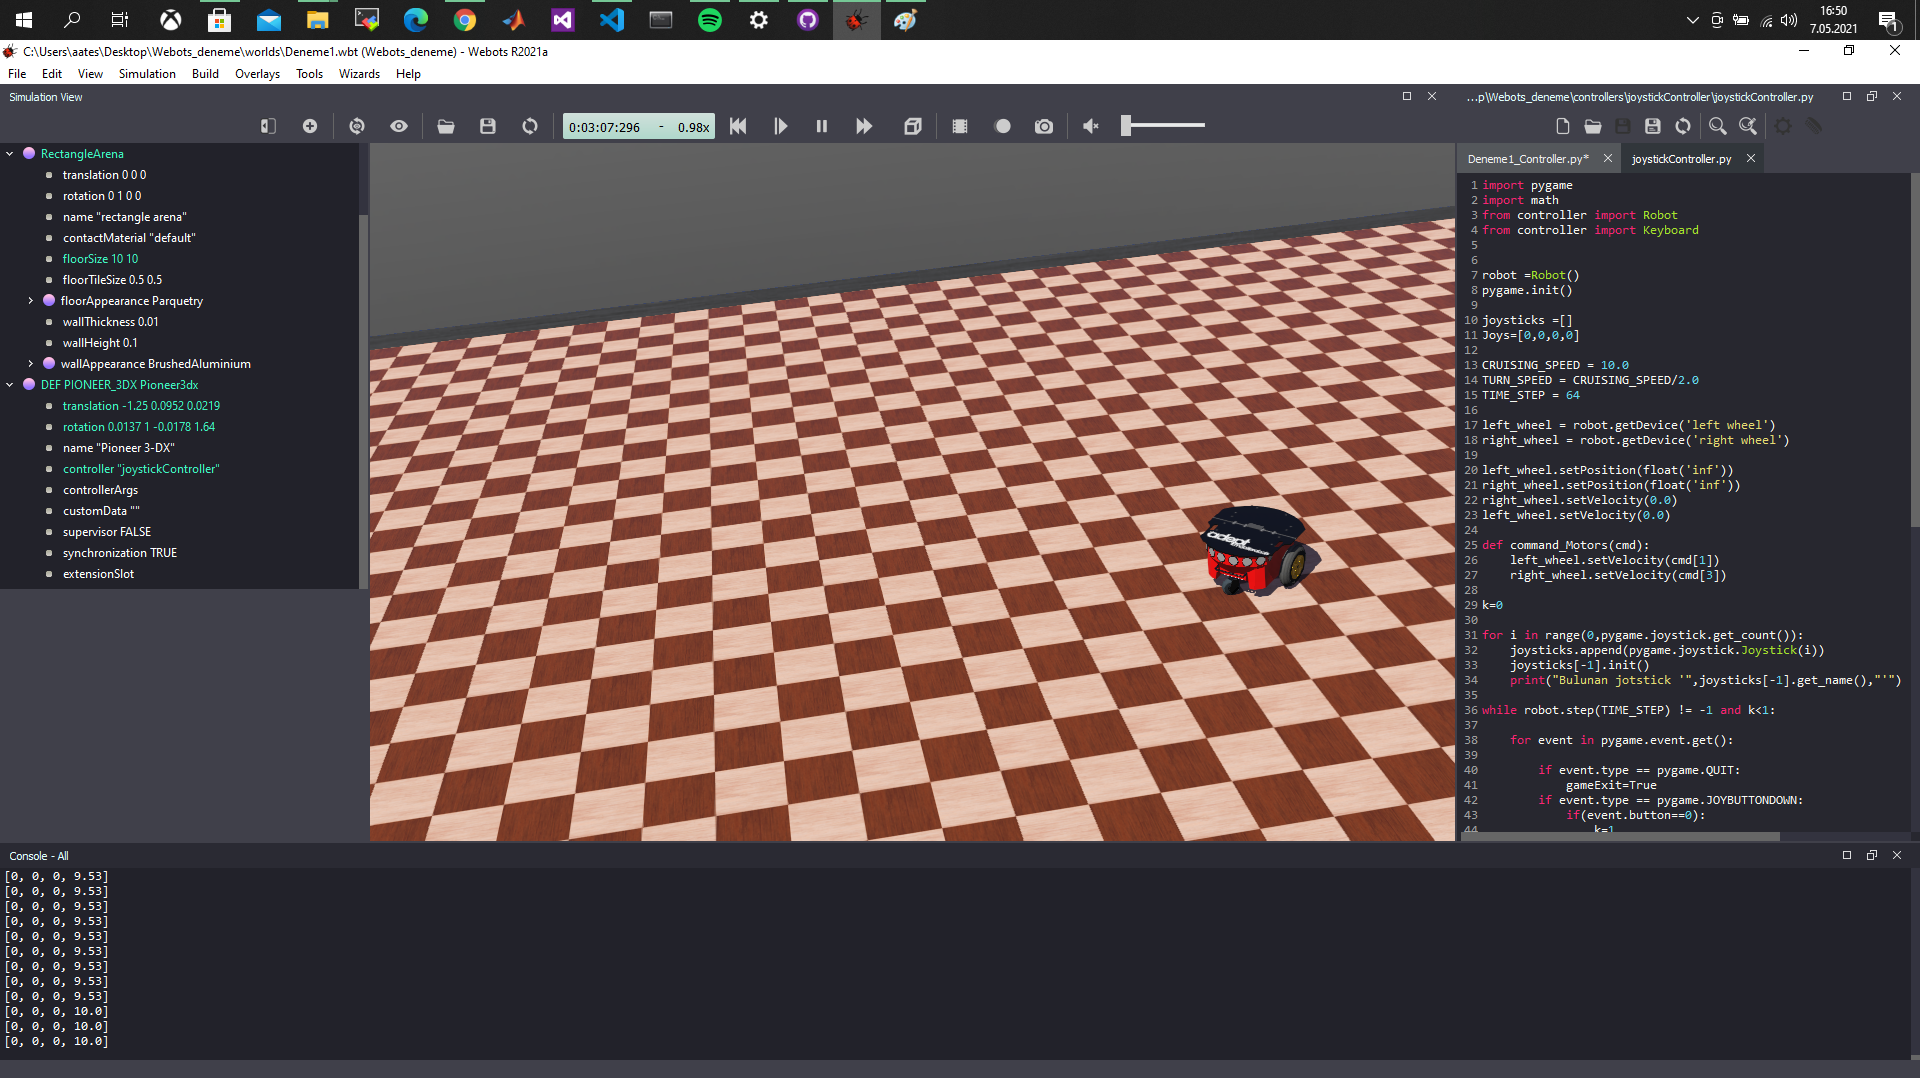 16:50
7.05.2021
1
C:\Users\aates\Desktop\Webots_deneme\worlds\Deneme1.wbt (Webots_deneme) - Webots R2021a
File Edit View Simulation Build Overlays Tools Wizards Help
Simulation View
0:03:07:296 - 0.98x
RectangleArena
translation 0 0 0
rotation 0 1 0 0
name "rectangle arena"
contactMaterial "default"
floorSize 10 10
floorTileSize 0.5 0.5
floorAppearance Parquetry
wallThickness 0.01
wallHeight 0.1
wallAppearance BrushedAluminium
DEF PIONEER_3DX Pioneer3dx
translation -1.25 0.0952 0.0219
rotation 0.0137 1 -0.0178 1.64
name "Pioneer 3-DX"
controller "joystickController"
controllerArgs
customData ""
supervisor FALSE
synchronization TRUE
extensionSlot
adept
...p\Webots_deneme\controllers\joystickController\joystickController.py
Deneme1_Controller.py* joystickController.py
1 import pygame
2 import math
3 from controller import Robot
4 from controller import Keyboard
5
6
7 robot =Robot()
8 pygame.init()
9
10 joysticks =[]
11 Joys=[0,0,0,0]
12
13 CRUISING_SPEED = 10.0
14 TURN_SPEED = CRUISING_SPEED/2.0
15 TIME_STEP = 64
16
17 left_wheel = robot.getDevice('left wheel')
18 right_wheel = robot.getDevice('right wheel')
19
20 left_wheel.setPosition(float('inf'))
21 right_wheel.setPosition(float('inf'))
22 right_wheel.setVelocity(0.0)
23 left_wheel.setVelocity(0.0)
24
25 def command_Motors(cmd):
26 left_wheel.setVelocity(cmd[1])
27 right_wheel.setVelocity(cmd[3])
28
29 k=0
30
31 for i in range(0,pygame.joystick.get_count()):
32 joysticks.append(pygame.joystick.Joystick(i))
33 joysticks[-1].init()
34 print("Bulunan jotstick '",joysticks[-1].get_name(),"'")
35
36 while robot.step(TIME_STEP) != -1 and k<1:
37
38 for event in pygame.event.get():
39
40 if event.type == pygame.QUIT:
41 gameExit=True
42 if event.type == pygame.JOYBUTTONDOWN:
43 if(event.button==0):
44 k=1
Console - All
[0, 0, 0, 9.53]
[0, 0, 0, 9.53]
[0, 0, 0, 9.53]
[0, 0, 0, 9.53]
[0, 0, 0, 9.53]
[0, 0, 0, 9.53]
[0, 0, 0, 9.53]
[0, 0, 0, 9.53]
[0, 0, 0, 9.53]
[0, 0, 0, 10.0]
[0, 0, 0, 10.0]
[0, 0, 0, 10.0]